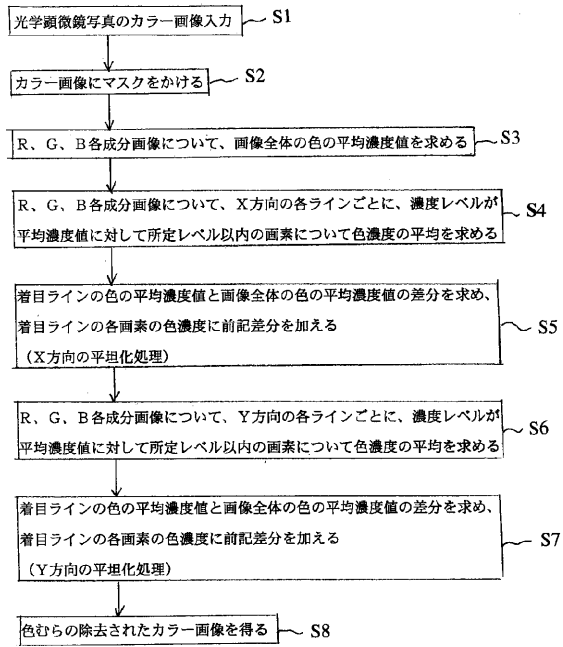 光学顕微鏡写真のカラー画像入力
S1
カラー画像にマスクをかける
S2
R、G、B各成分画像について、画像全体の色の平均濃度値を求める
S3
R、G、B各成分画像について、X方向の各ラインごとに、濃度レベルが
平均濃度値に対して所定レベル以内の画素について色濃度の平均を求める
S4
着目ラインの色の平均濃度値と画像全体の色の平均濃度値の差分を求め、
着目ラインの各画素の色濃度に前記差分を加える
(X方向の平坦化処理)
S5
R、G、B各成分画像について、Y方向の各ラインごとに、濃度レベルが
平均濃度値に対して所定レベル以内の画素について色濃度の平均を求める
S6
着目ラインの色の平均濃度値と画像全体の色の平均濃度値の差分を求め、
着目ラインの各画素の色濃度に前記差分を加える
(Y方向の平坦化処理)
S7
色むらの除去されたカラー画像を得る
S8